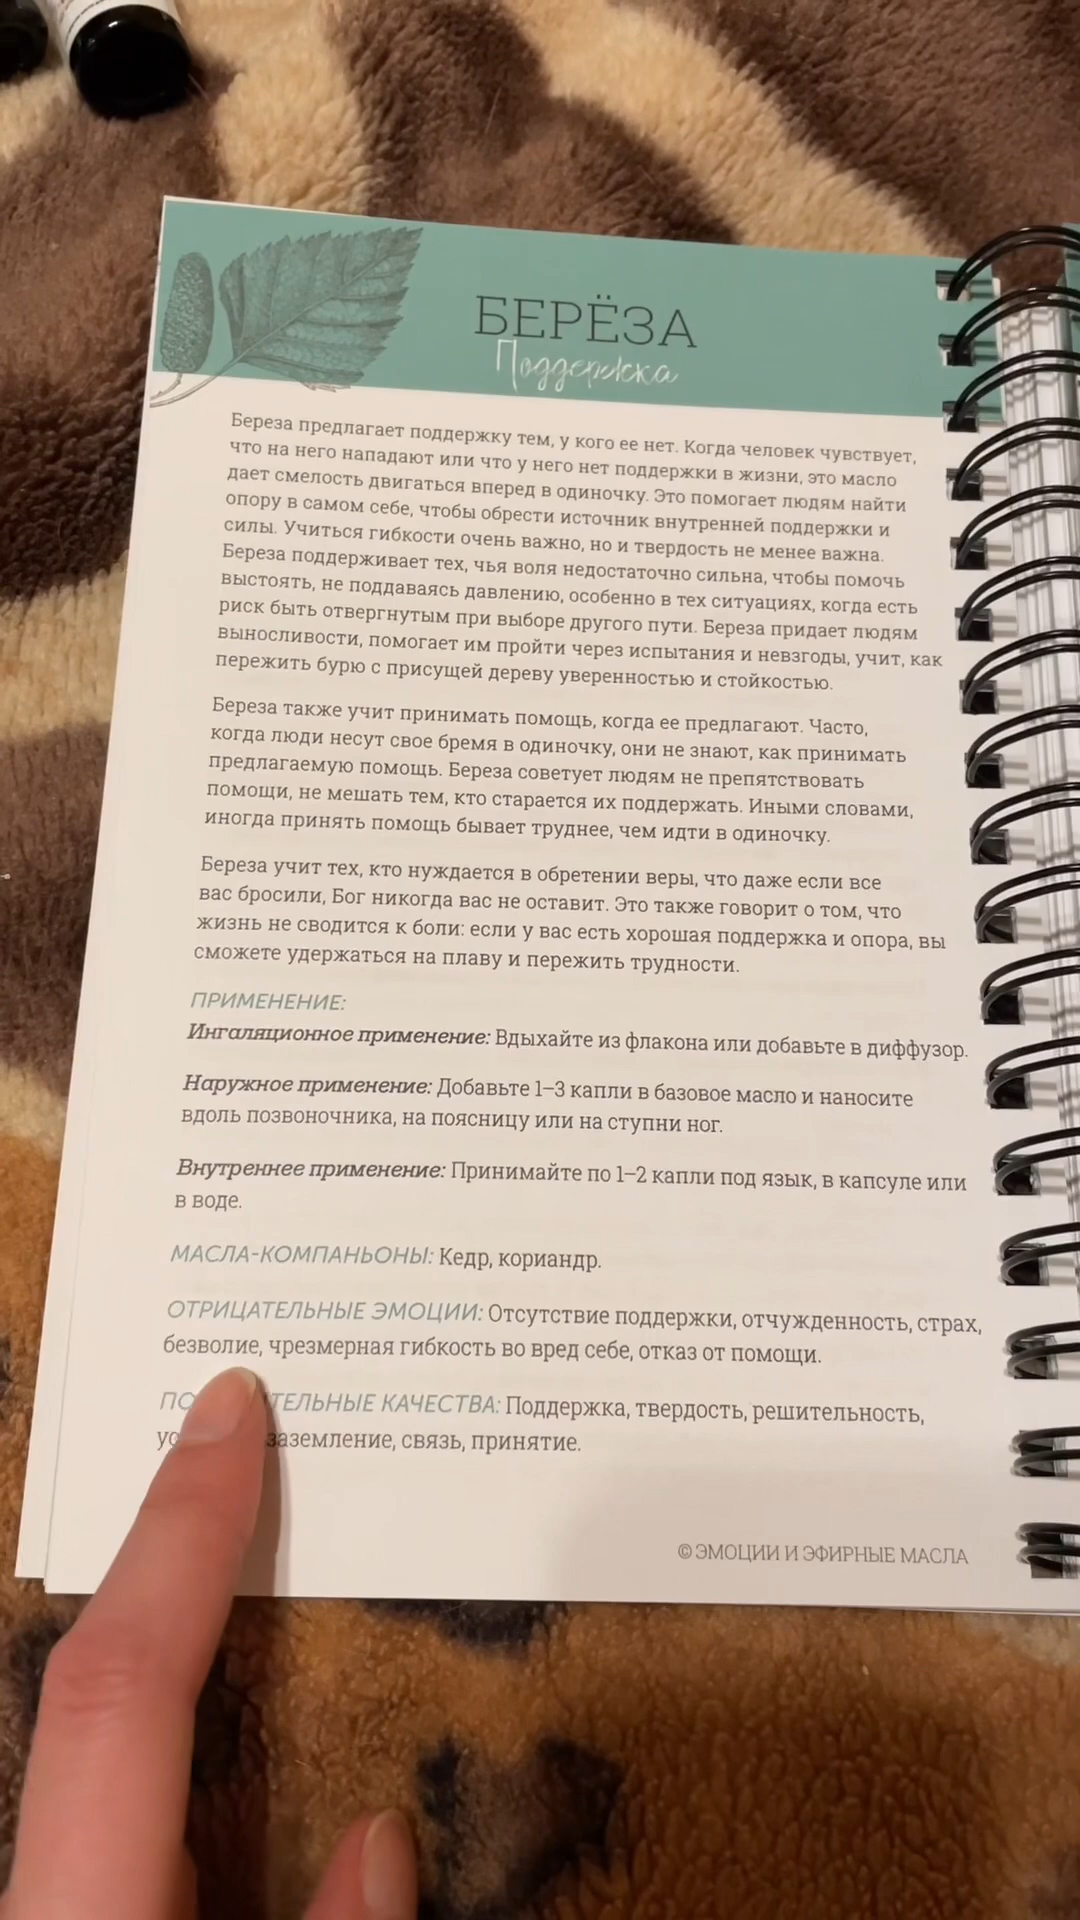 БЕРЁЗА
Поддержка
Береза предлагает поддержку тем, у кого ее нет. Когда человек чувствует,
что на него нападают или что у него нет поддержки в жизни, это масло
дает смелость двигаться вперед в одиночку. Это помогает людям найти
опору в самом себе, чтобы обрести источник внутренней поддержки и
силы. Учиться гибкости очень важно, но и твердость не менее важна.
Береза поддерживает тех, чья воля недостаточно сильна, чтобы помочь
выстоять, не поддаваясь давлению, особенно в тех ситуациях, когда есть
риск быть отвергнутым при выборе другого пути. Береза придает людям
выносливости, помогает им пройти через испытания и невзгоды, учит, как
пережить бурю с присущей дереву уверенностью и стойкостью.
Береза также учит принимать помощь, когда ее предлагают. Часто,
когда люди несут свое бремя в одиночку, они не знают, как принимать
предлагаемую помощь. Береза советует людям не препятствовать
помощи, не мешать тем, кто старается их поддержать. Иными словами,
иногда принять помощь бывает труднее, чем идти в одиночку.
Береза учит тех, кто нуждается в обретении веры, что даже если все
вас бросили, Бог никогда вас не оставит. Это также говорит о том, что
жизнь не сводится к боли: если у вас есть хорошая поддержка и опора, вы
сможете удержаться на плаву и пережить трудности.
ПРИМЕНЕНИЕ:
Ингаляционное применение: Вдыхайте из флакона или добавьте в диффузор.
Наружное применение: Добавьте 1–3 капли в базовое масло и наносите
вдоль позвоночника, на поясницу или на ступни ног.
Внутреннее применение: Принимайте по 1–2 капли под язык, в капсуле или
в воде.
МАСЛА-КОМПАНЬОНЫ: Кедр, кориандр.
ОТРИЦАТЕЛЬНЫЕ ЭМОЦИИ: Отсутствие поддержки, отчужденность, страх,
безволие, чрезмерная гибкость во вред себе, отказ от помощи.
КАЧЕСТВА: Поддержка, твердость, решительность,
заземление, связь, принятие.
© ЭМОЦИИ И ЭФИРНЫЕ МАСЛА